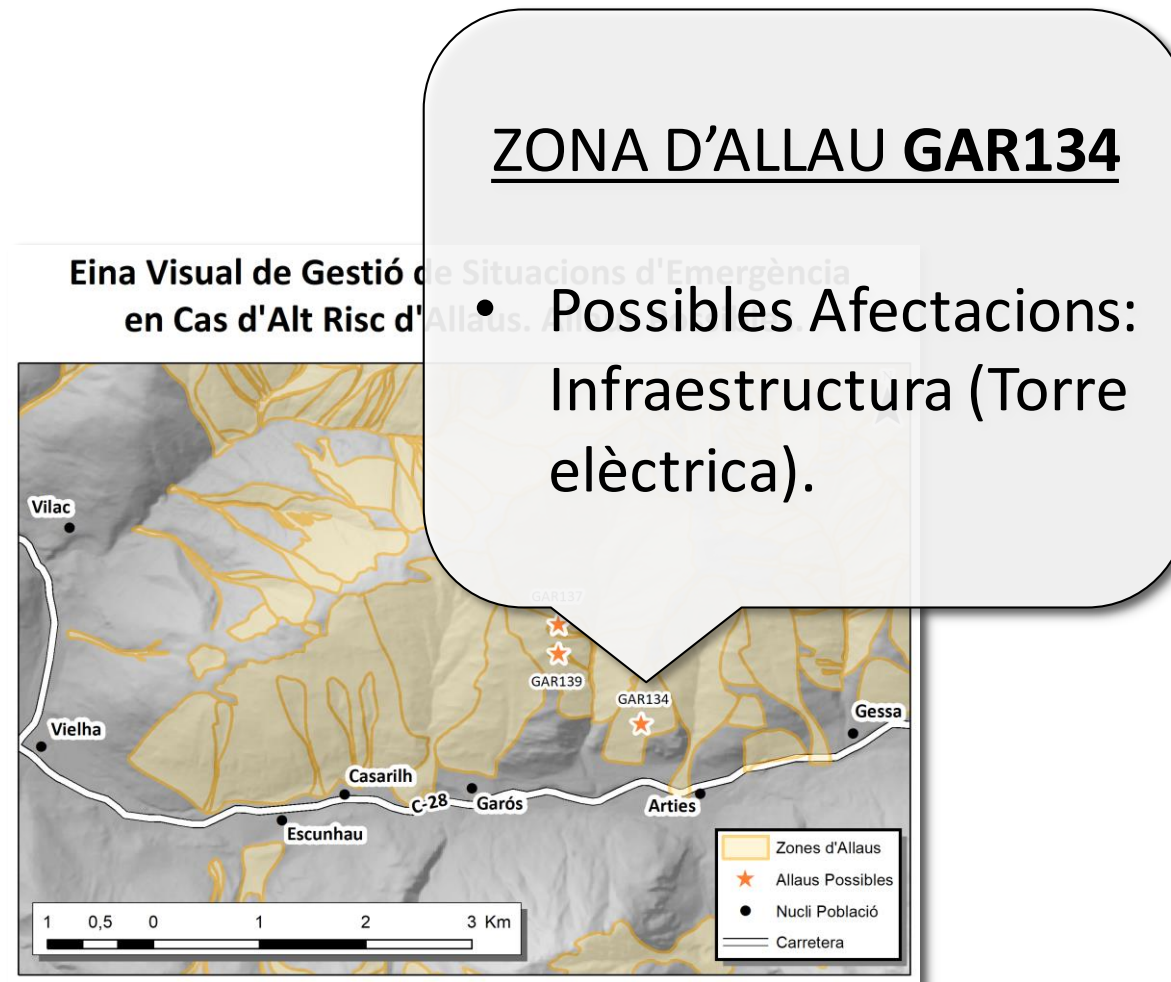 ZONA D'ALLAU GAR134
• Possibles Afectacions:
Infraestructura (Torre
elèctrica).
Eina Visual de Gestió de Situacions d'Emergència
en Cas d'Alt Risc d'Allaus.
Vilac
GAR137
GAR139
GAR134
Gessa
Vielha
Casarilh
C-28
Garós
Arties
Escunhau
Zones d'Allaus
Allaus Possibles
Nucli Població
Carretera
1 0,5 0 1 2 3 Km